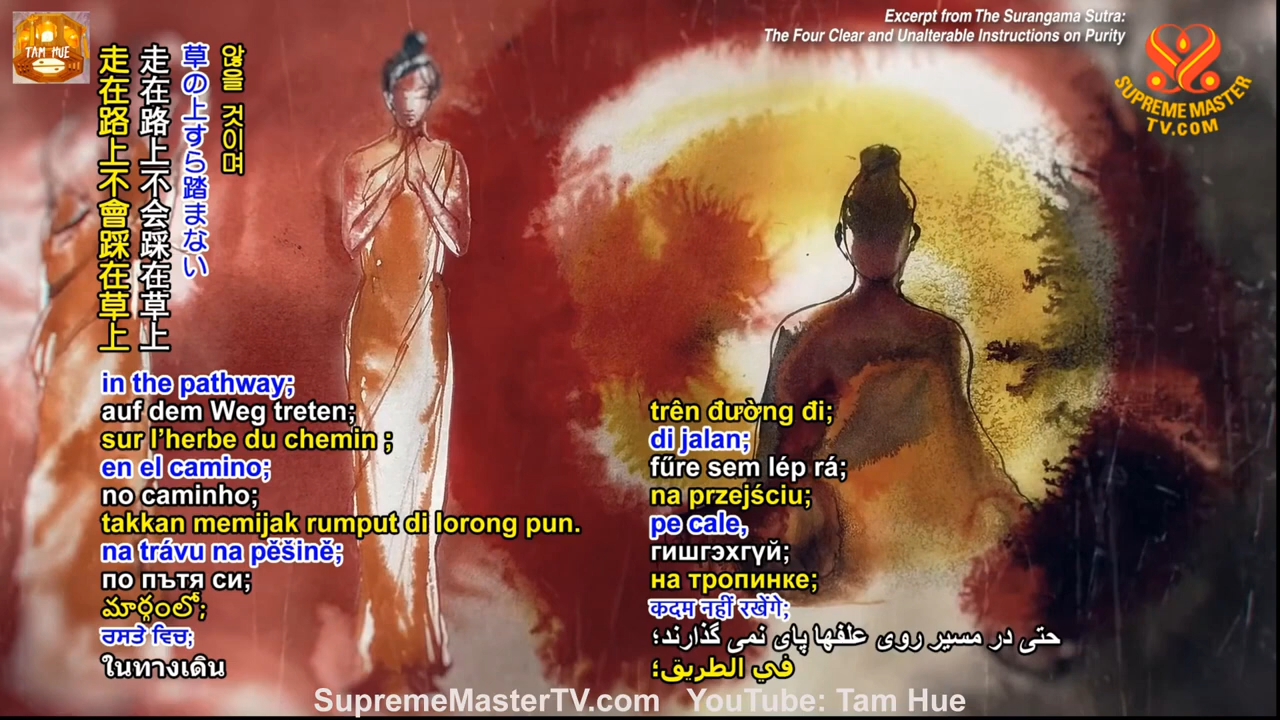 Excerpt from The Surangama Sutra:
The Four Clear and Unalterable Instructions on Purity
TAM HUE
SUPREME MASTER
TV.COM
走在路上不會踩在草上
走在路上不会踩在草上
草の上すら踏まない
않을 것이며
in the pathway;
auf dem Weg treten;
sur l’herbe du chemin ;
en el camino;
no caminho;
takkan memijak rumput di lorong pun.
na trávu na pěšině;
по пътя си;
మార్గంలో;
ਰਸਤੇ ਵਿਚ;
ในทางเดิน
trên đường đi;
di jalan;
fűre sem lép rá;
na przejściu;
pe cale,
гишгэхгүй;
на тропинке;
कदम नहीं रखेंगे;
حتی در مسیر روی علفها پای نمی گذارند؛
في الطريق؛
SupremeMasterTV.com YouTube: Tam Hue